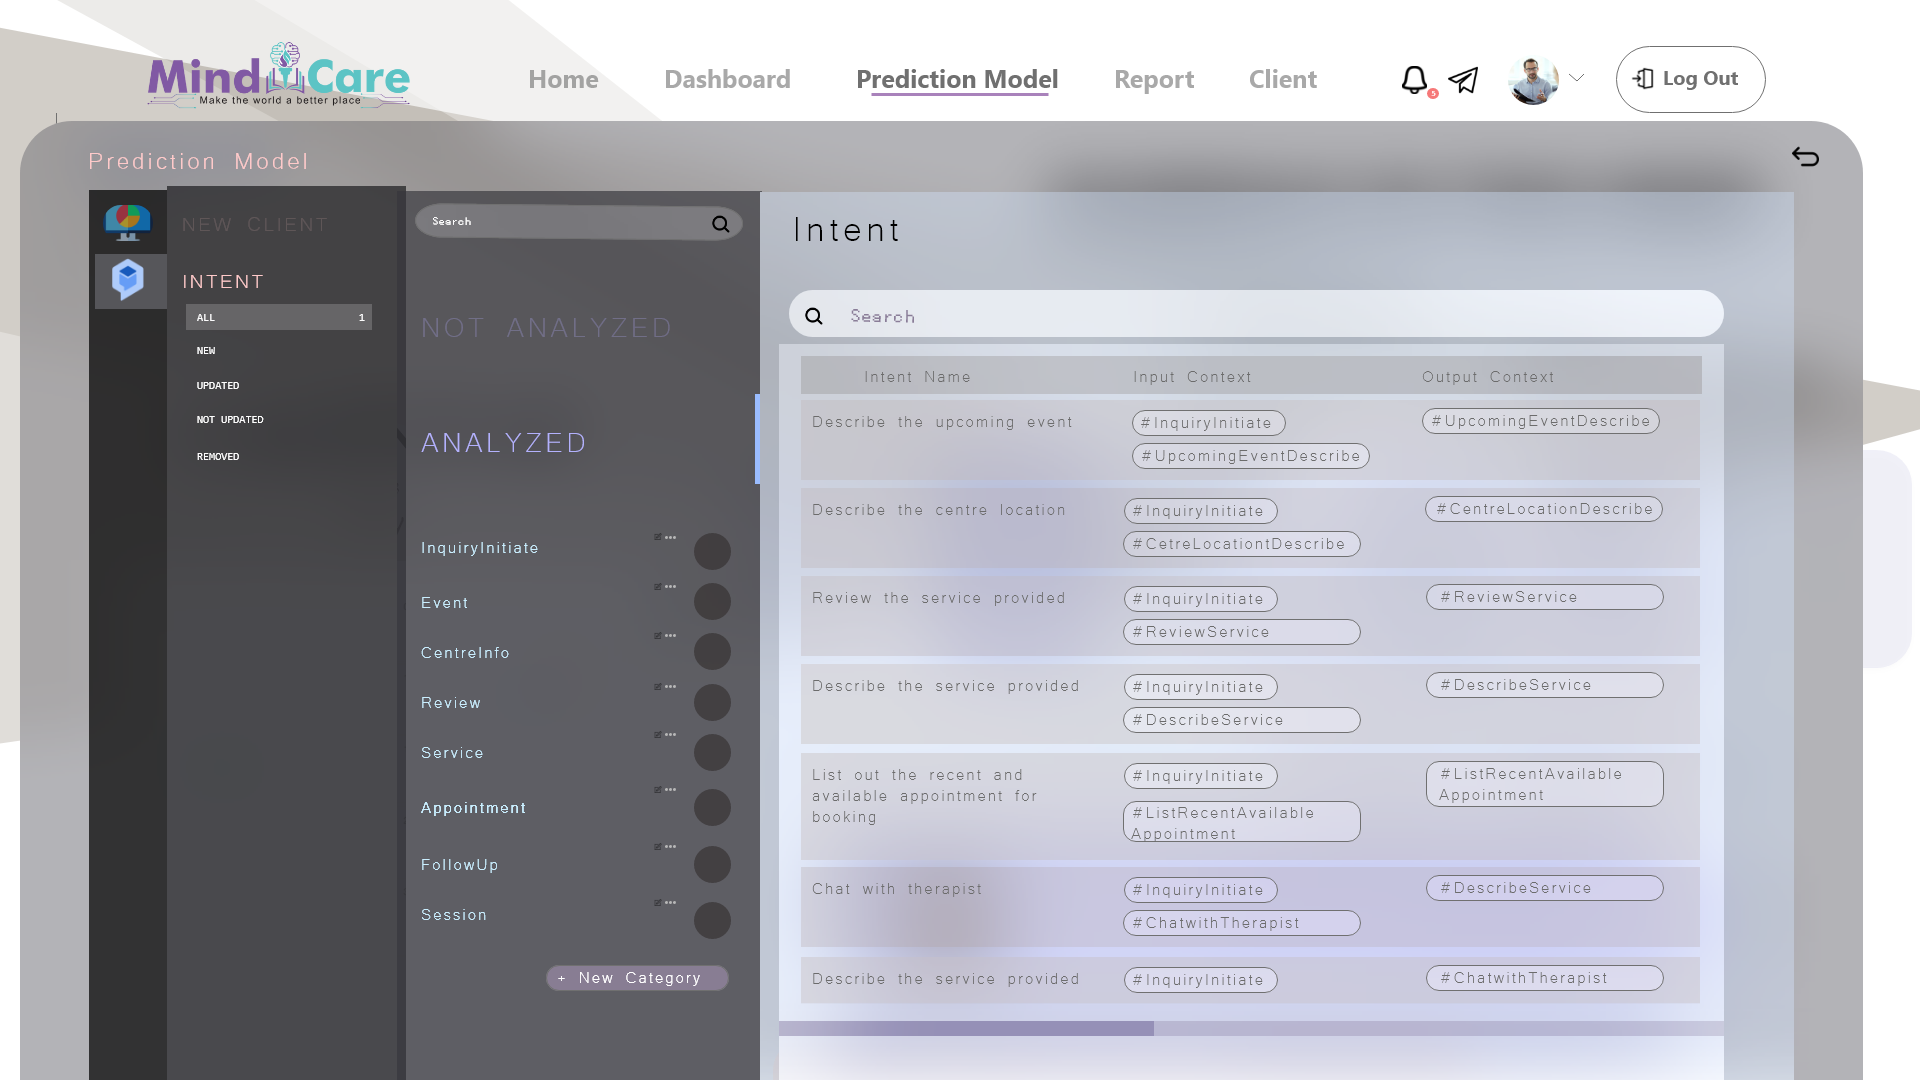 Mind Care
Make the world a better place
Home
Dashboard
Prediction Model
Report
Client
5
Log Out
Prediction Model
NEW CLIENT
INTENT
ALL 1
NEW
UPDATED
NOT UPDATED
REMOVED
Search
NOT ANALYZED
ANALYZED
InquiryInitiate
Event
CentreInfo
Review
Service
Appointment
FollowUp
Session
+ New Category
Intent
Search
Intent Name Input Context Output Context
Describe the upcoming event #InquiryInitiate #UpcomingEventDescribe
#UpcomingEventDescribe
Describe the centre location #InquiryInitiate #CentreLocationDescribe
#CetreLocationtDescribe
Review the service provided #InquiryInitiate #ReviewService
#ReviewService
Describe the service provided #InquiryInitiate #DescribeService
#DescribeService
List out the recent and #InquiryInitiate #ListRecentAvailable
available appointment for Appointment
booking #ListRecentAvailable
Appointment
Chat with therapist #InquiryInitiate #DescribeService
#ChatwithTherapist
Describe the service provided #InquiryInitiate #ChatwithTherapist